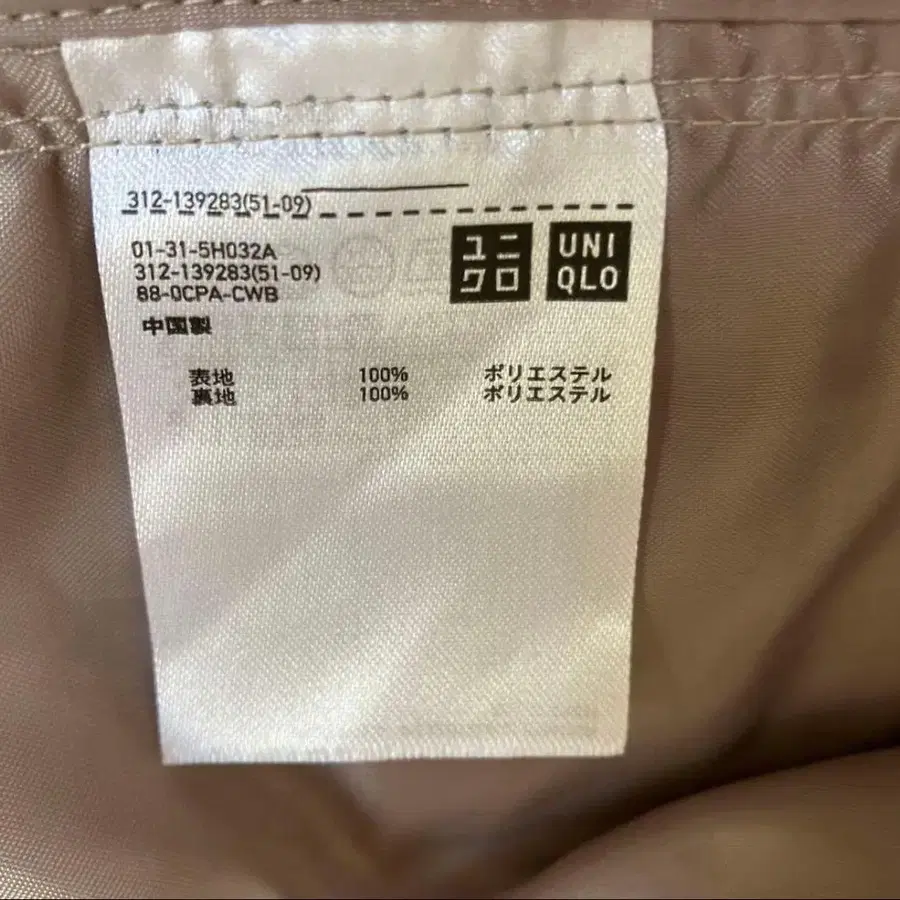 312-139283(51-09)
01-31-5H032A
312-139283(51-09)
88-0CPA-CWB
中国製
ユニ
クロ
UNI
QLO
表地 100% ポリエステル
裏地 100% ポリエステル